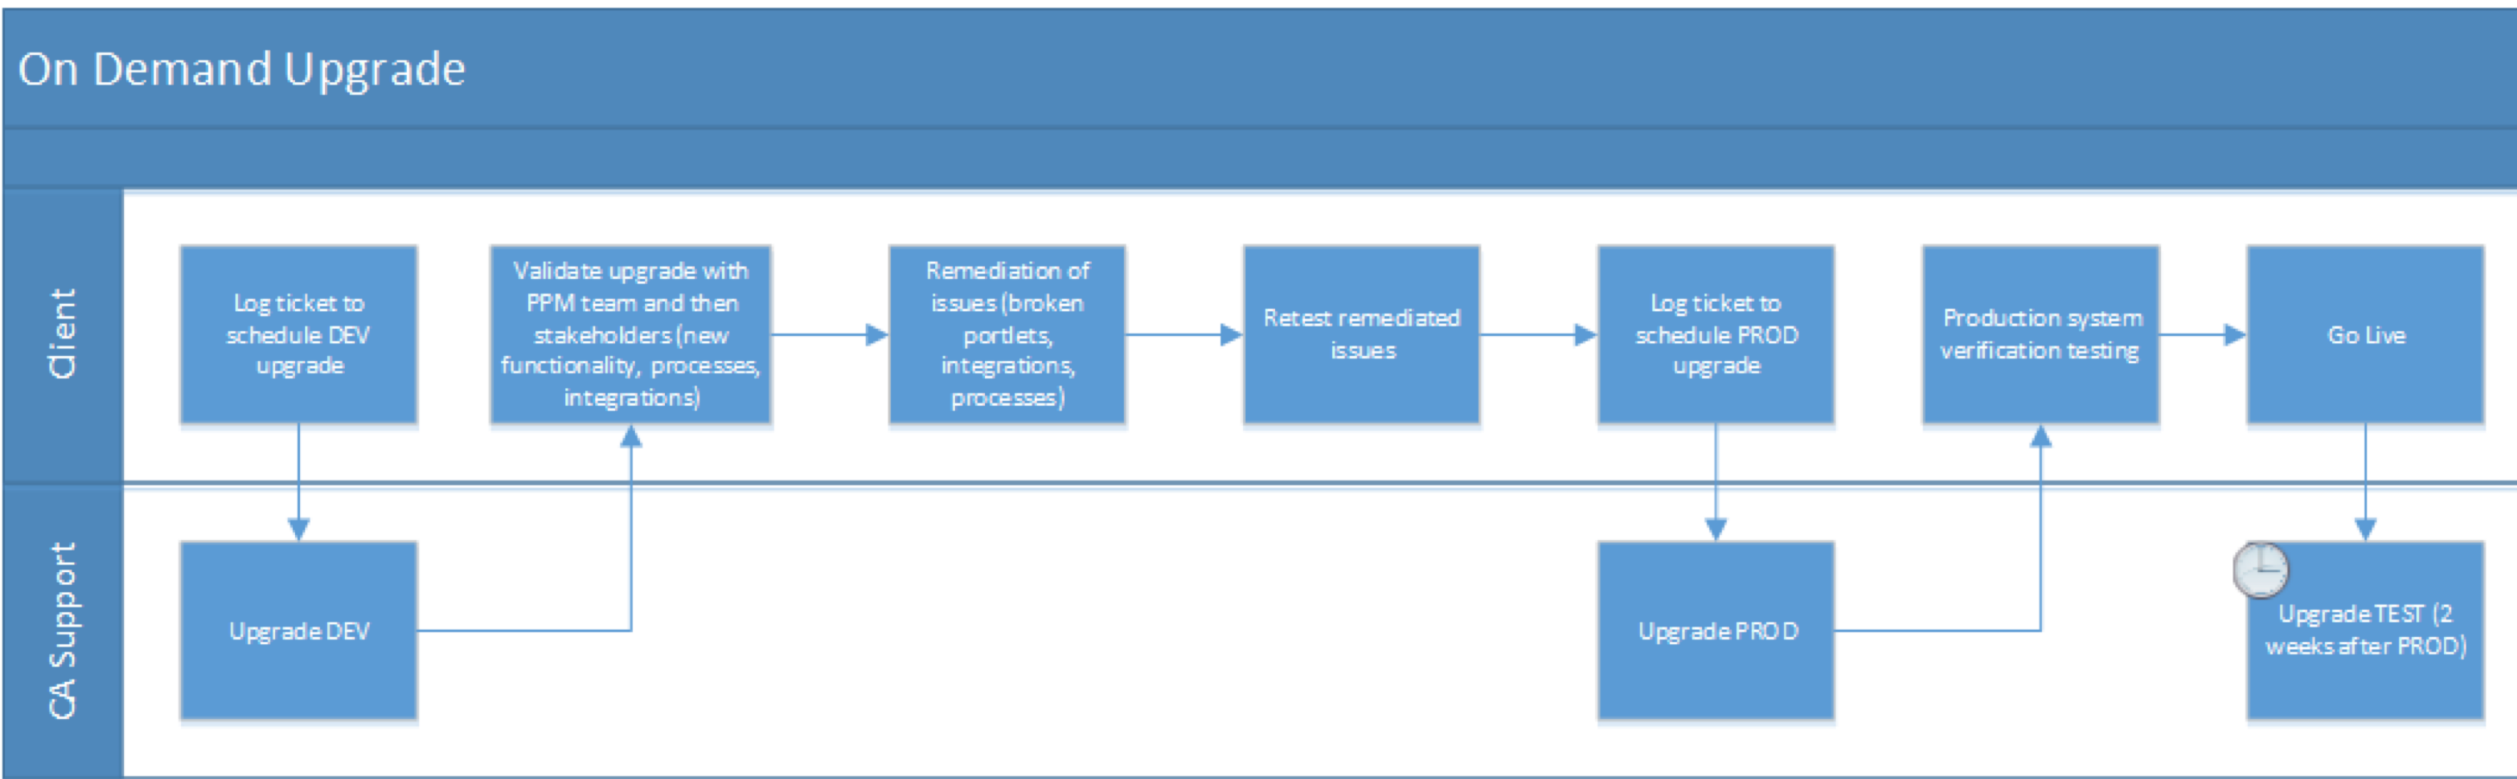 On Demand Upgrade
Client
Log ticket to
schedule DEV
upgrade
Validate upgrade with
PPM team and then
stakeholders (new
functionality, processes,
integrations)
Remediation of
issues (broken
portlets,
integrations,
processes)
Retest remediated
issues
Log ticket to
schedule PROD
upgrade
Production system
verification testing
Go Live
CA Support
Upgrade DEV
Upgrade PROD
Upgrade TEST (2
weeks after PROD)